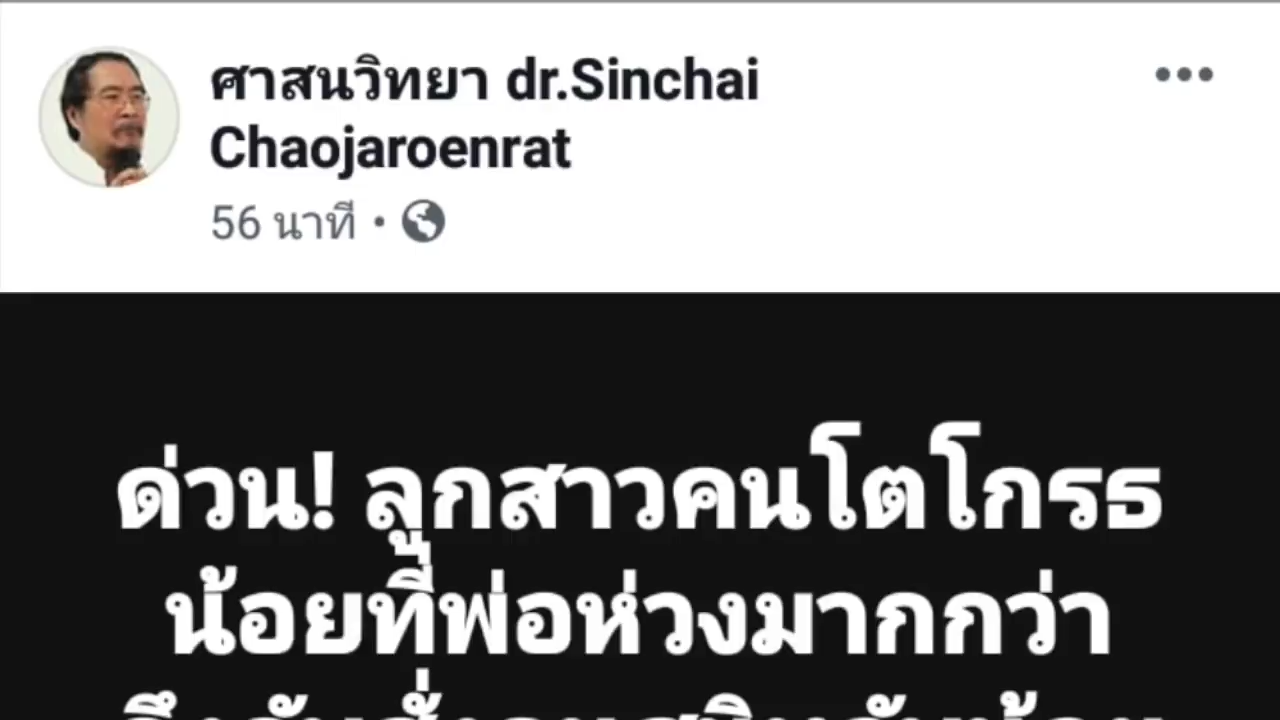 ศาสนวิทยา dr.Sinchai
Chaojaroenrat
56 นาที
ด่วน! ลูกสาวคนโตโกรธ
น้อยที่พ่อห่วงมากกว่า